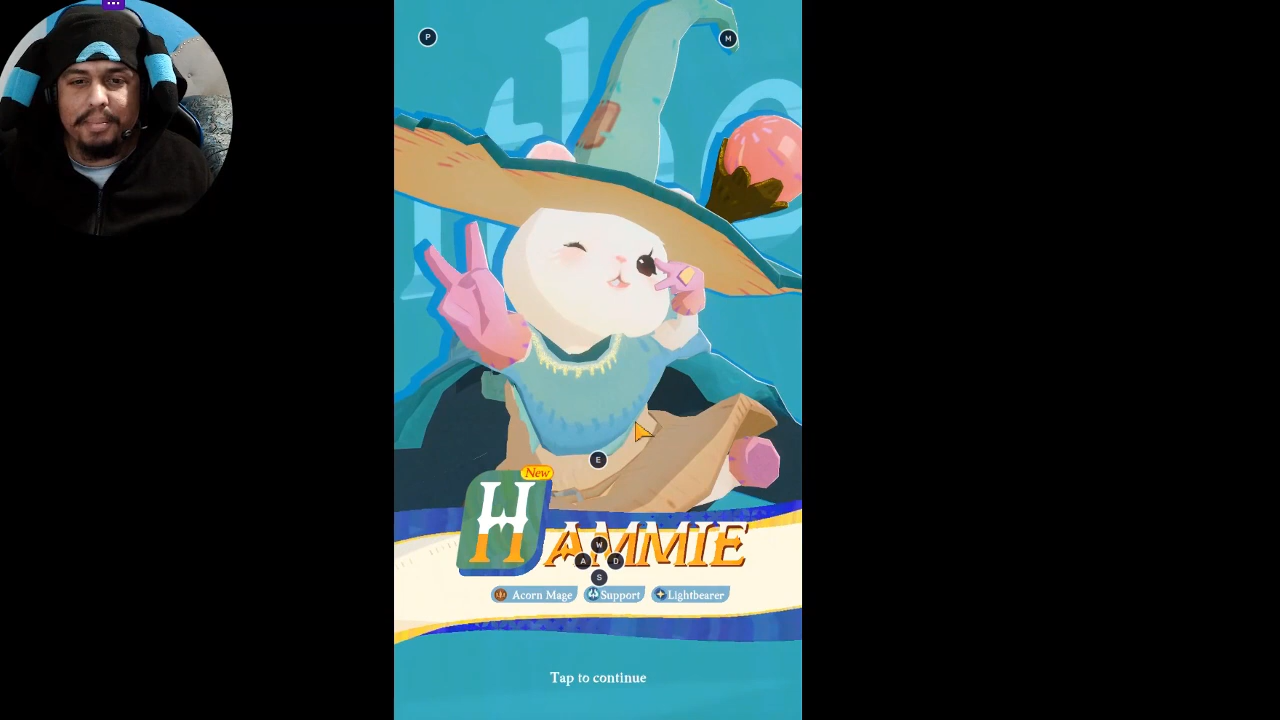 P
M
E
New
HAMMIE
W
A
D
S
Acorn Mage
Support
Lightbearer
Tap to continue